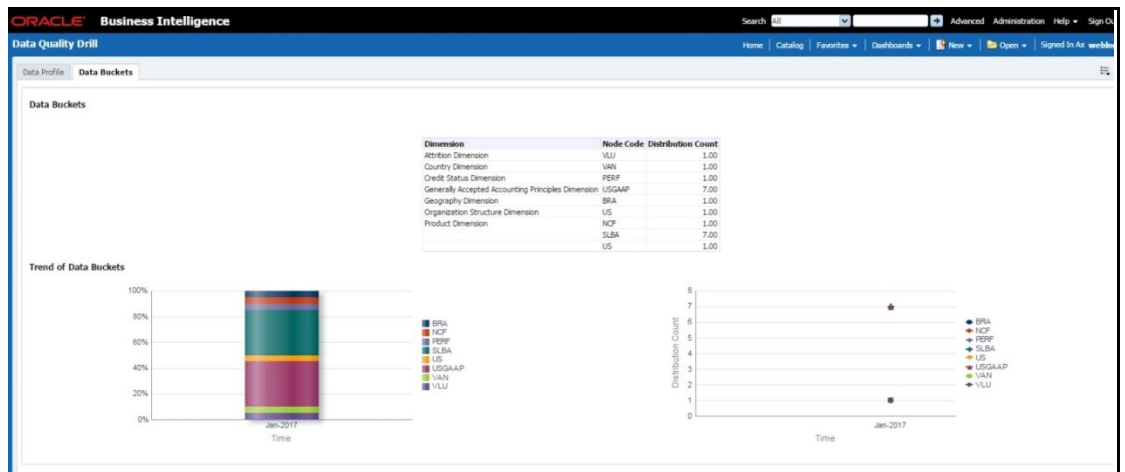 ORACLE Business Intelligence
Search All Advanced Administration Help Sign Ou
Data Quality Drill
Home Catalog Favorites Dashboards New Open Signed In As weblo
Data Profile Data Buckets
Data Buckets
Dimension Node Code Distribution Count
Attrition Dimension VLU 1.00
Country Dimension VAN 1.00
Credit Status Dimension PERF 1.00
Generally Accepted Accounting Principles Dimension USGAAP 7.00
Geography Dimension BRA 1.00
Organization Structure Dimension US 1.00
Product Dimension NCF 1.00
SLBA 7.00
US 1.00
Trend of Data Buckets
100%
80%
60%
40%
20%
0%
Jan-2017
Time
BRA
NCF
PERF
SLBA
US
USGAAP
VAN
VLU
Distribution Count
8
7
6
5
4
3
2
1
0
Jan-2017
Time
BRA
NCF
PERF
SLBA
US
USGAAP
VAN
VLU